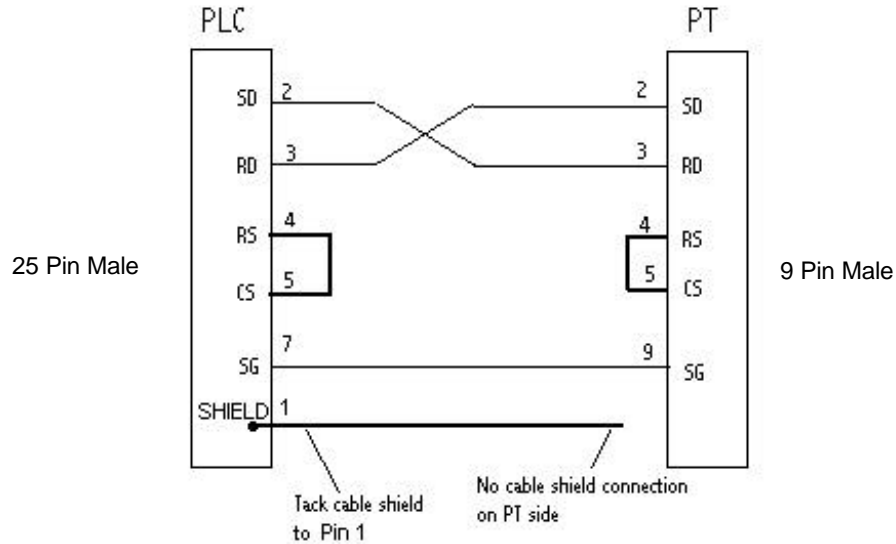 PLC
PT
SD 2
2 SD
RD 3
3 RD
RS 4
4 RS
25 Pin Male
9 Pin Male
CS 5
5 CS
SG 7
9 SG
SHIELD 1
Tack cable shield
to Pin 1
No cable shield connection
on PT side